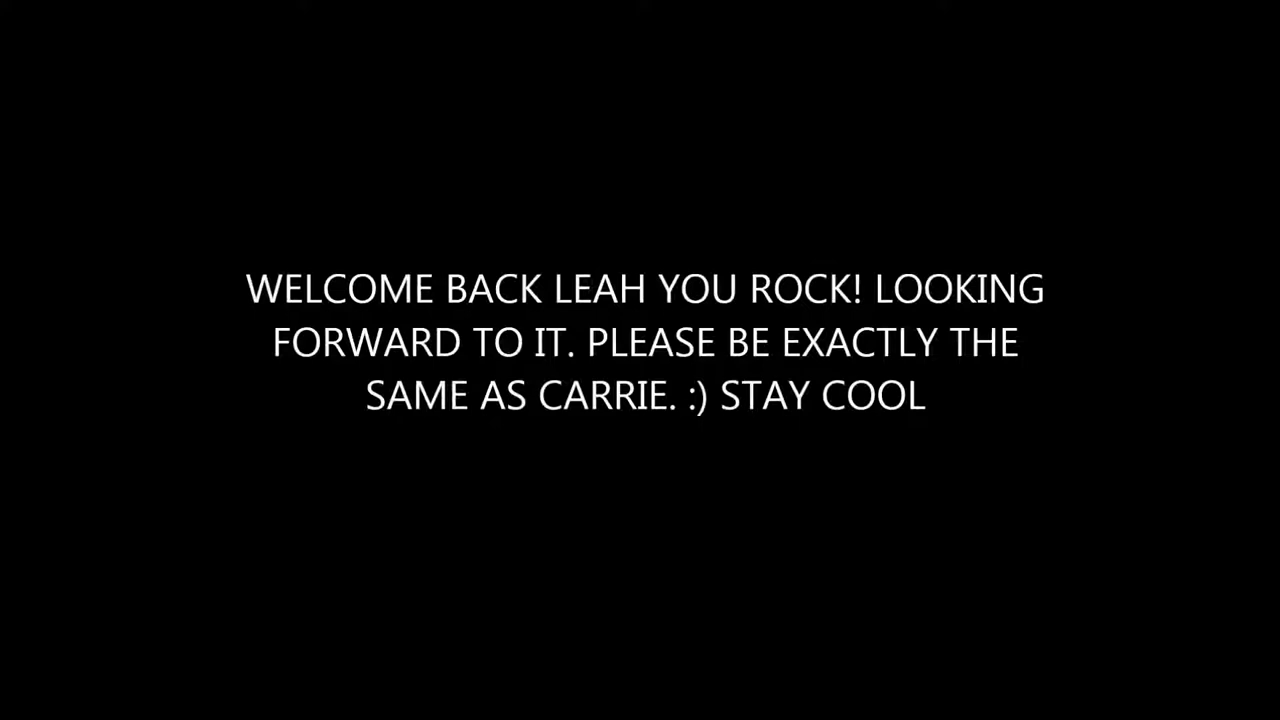 WELCOME BACK LEAH YOU ROCK! LOOKING
FORWARD TO IT. PLEASE BE EXACTLY THE
SAME AS CARRIE. :) STAY COOL